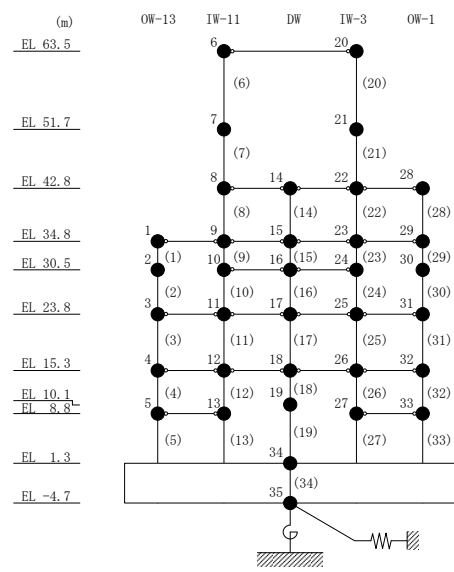 (m) OW-13 IW-11 DW IW-3 OW-1
EL 63.5 6 20
(6) (20)
EL 51.7 7 21
(7) (21)
EL 42.8 8 14 22 28
(8) (14) (22) (28)
EL 34.8 1 9 15 23 29
(1) (9) (15) (23) (29)
EL 30.5 2 10 16 24 30
(2) (10) (16) (24) (30)
EL 23.8 3 11 17 25 31
(3) (11) (17) (25) (31)
EL 15.3 4 12 18 26 32
(4) (12) (18) (26) (32)
EL 10.1 19
EL 8.8 5 13 27 33
(5) (13) (19) (27) (33)
EL 1.3 34
(34)
EL -4.7 35